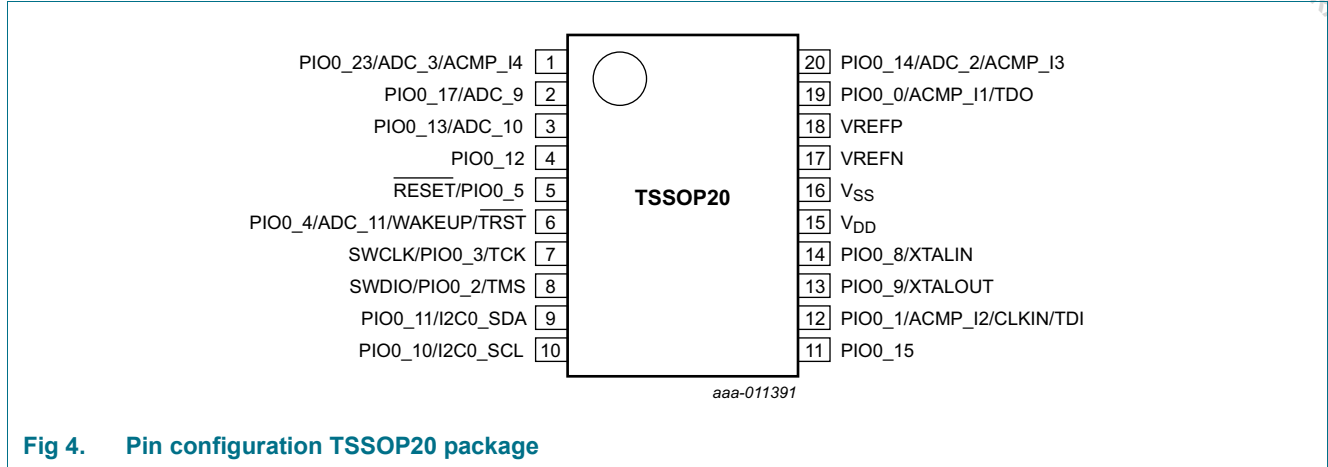 PIO0_23/ADC_3/ACMP_I4 1
PIO0_17/ADC_9 2
PIO0_13/ADC_10 3
PIO0_12 4
RESET/PIO0_5 5
PIO0_4/ADC_11/WAKEUP/TRST 6
SWCLK/PIO0_3/TCK 7
SWDIO/PIO0_2/TMS 8
PIO0_11/I2C0_SDA 9
PIO0_10/I2C0_SCL 10
TSSOP20
20 PIO0_14/ADC_2/ACMP_I3
19 PIO0_0/ACMP_I1/TDO
18 VREFP
17 VREFN
16 VSS
15 VDD
14 PIO0_8/XTALIN
13 PIO0_9/XTALOUT
12 PIO0_1/ACMP_I2/CLKIN/TDI
11 PIO0_15
aaa-011391
Fig 4. Pin configuration TSSOP20 package